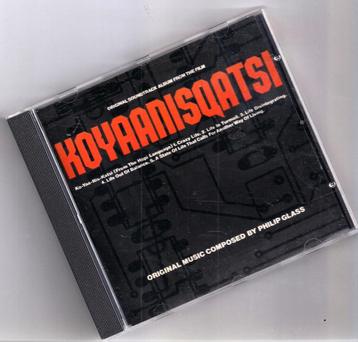 ORIGINAL SOUNDTRACK ALBUM FROM THE FILM
KOYAANISQATSI
Ko-Yaa-Nis-Katsi (From The Hopi Language) 1. Crazy Life. 2. Life In Turmoil. 3. Life Disintegrating.
4. Life Out Of Balance. 5. A State Of Life That Calls For Another Way Of Living.
ORIGINAL MUSIC COMPOSED BY PHILIP GLASS